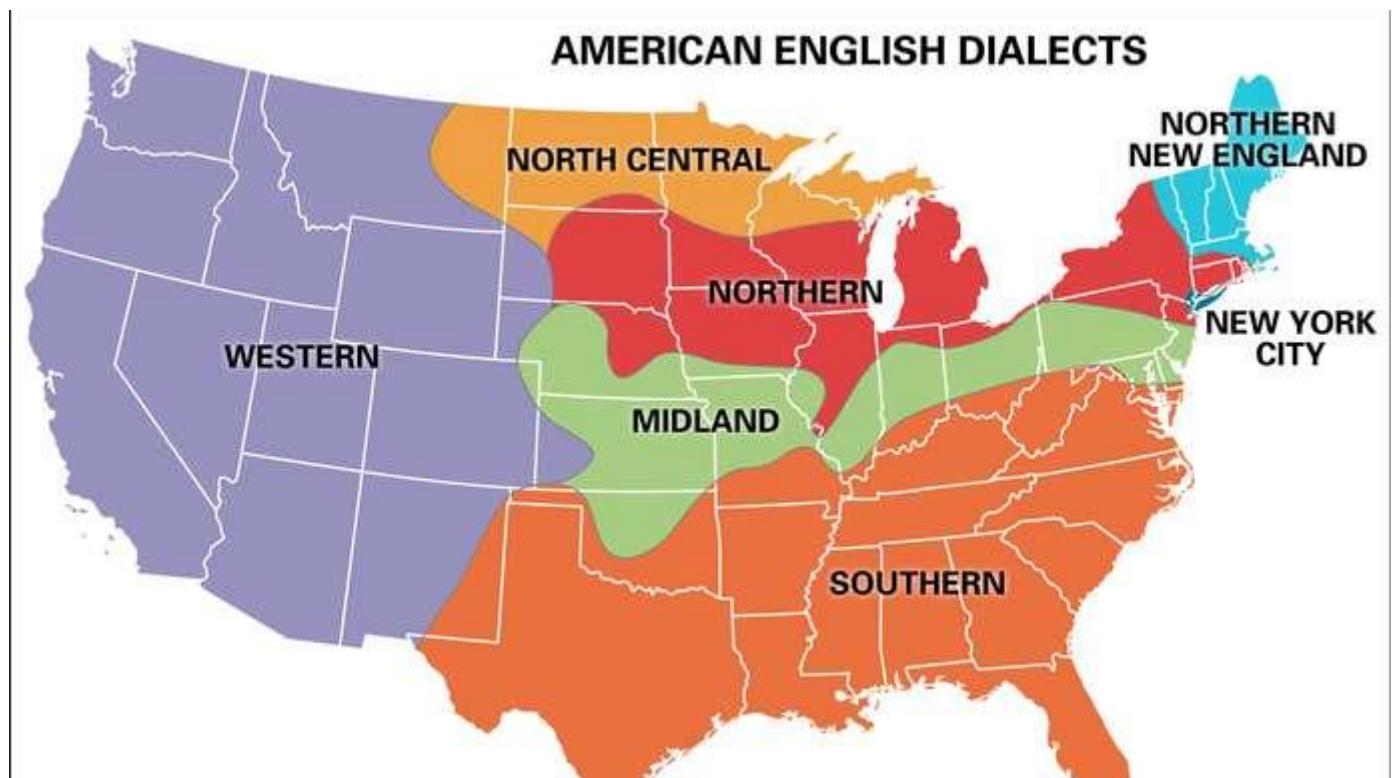 AMERICAN ENGLISH DIALECTS
NORTHERN
NEW ENGLAND
NORTH CENTRAL
NORTHERN
NEW YORK
CITY
WESTERN
MIDLAND
SOUTHERN